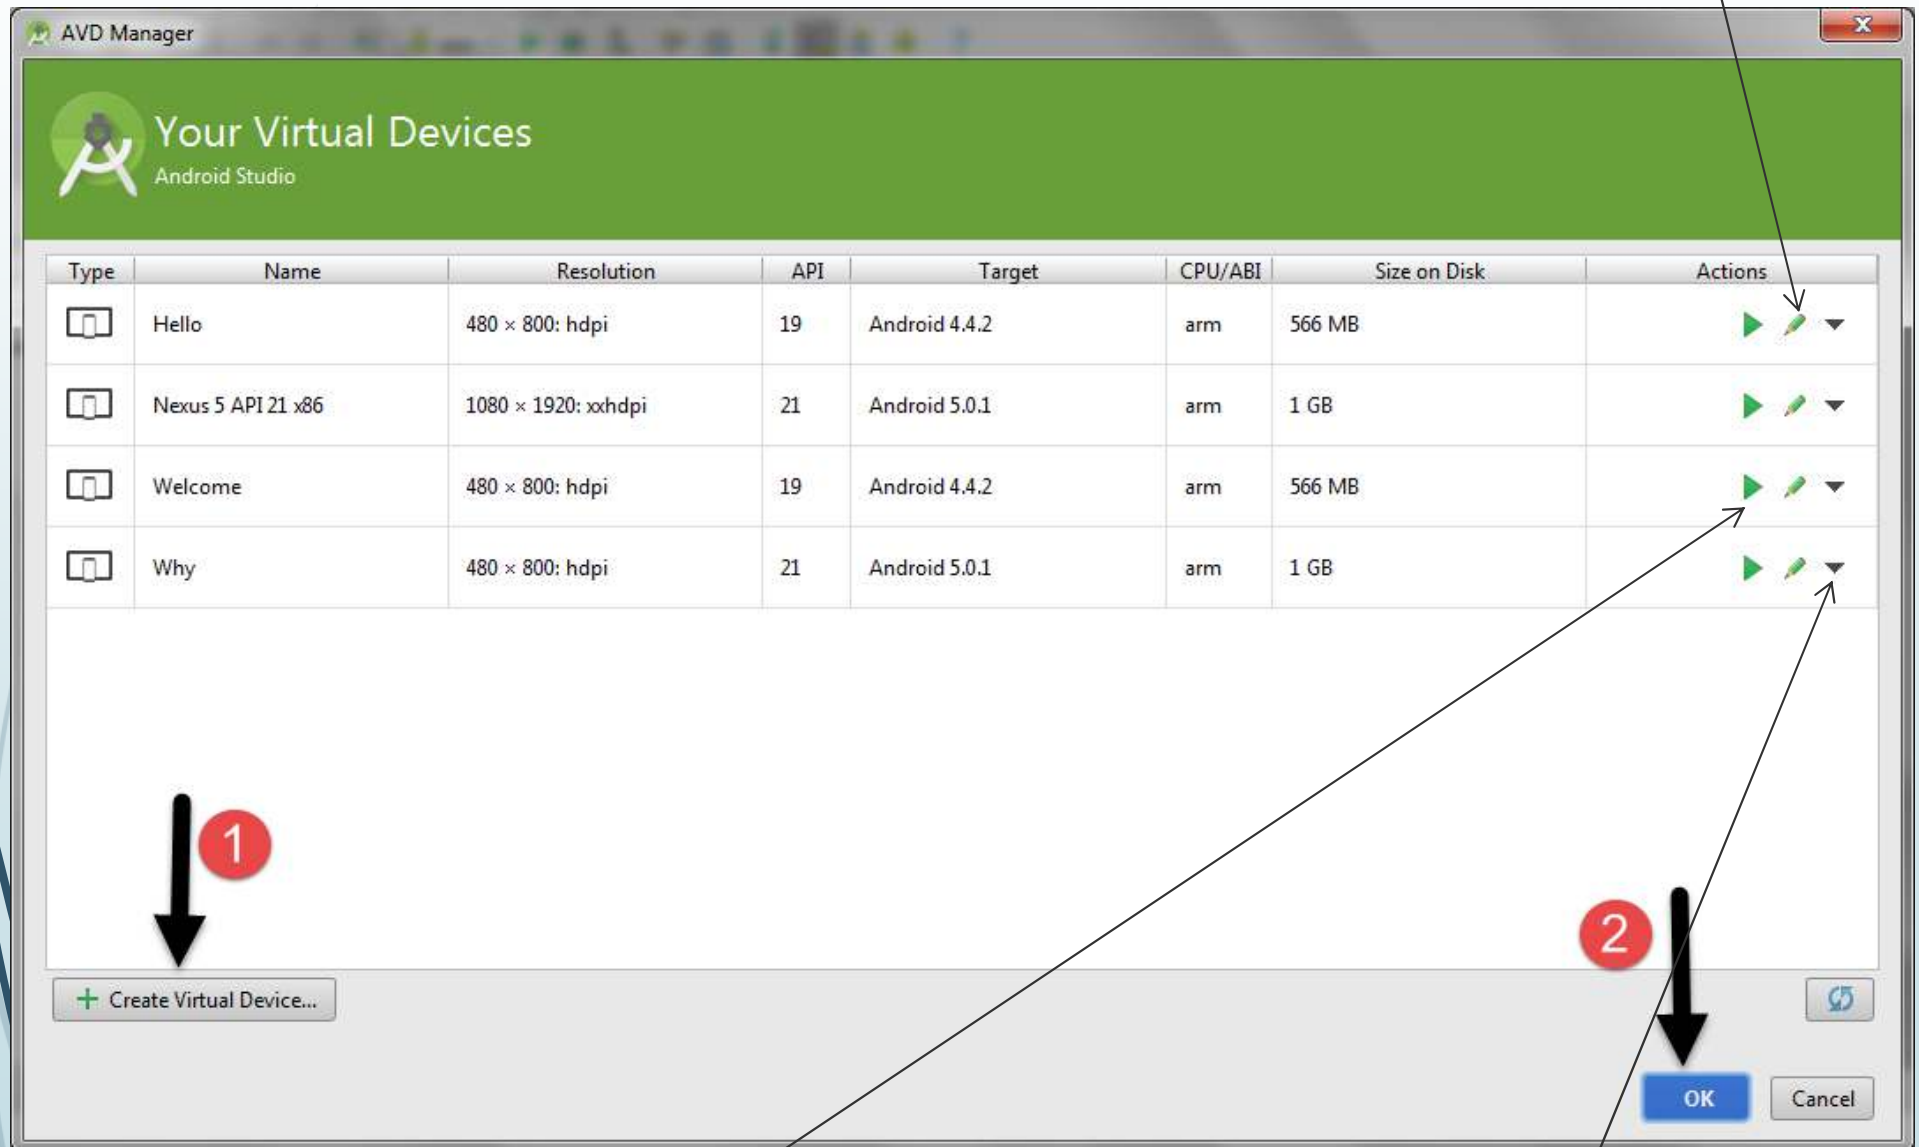 AVD Manager
x
Your Virtual Devices
Android Studio
Type Name Resolution API Target CPU/ABI Size on Disk Actions
Hello 480 × 800: hdpi 19 Android 4.4.2 arm 566 MB
Nexus 5 API 21 x86 1080 × 1920: xxhdpi 21 Android 5.0.1 arm 1 GB
Welcome 480 × 800: hdpi 19 Android 4.4.2 arm 566 MB
Why 480 × 800: hdpi 21 Android 5.0.1 arm 1 GB
1
2
+ Create Virtual Device...
OK Cancel